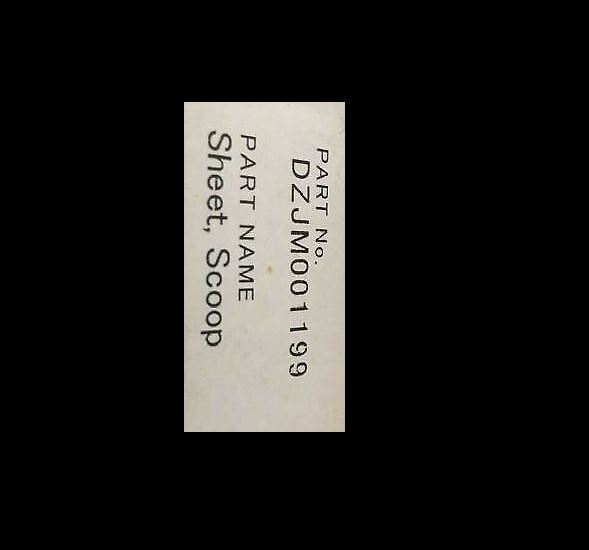 PART No.
DZJM001199
PART NAME
Sheet, Scoop